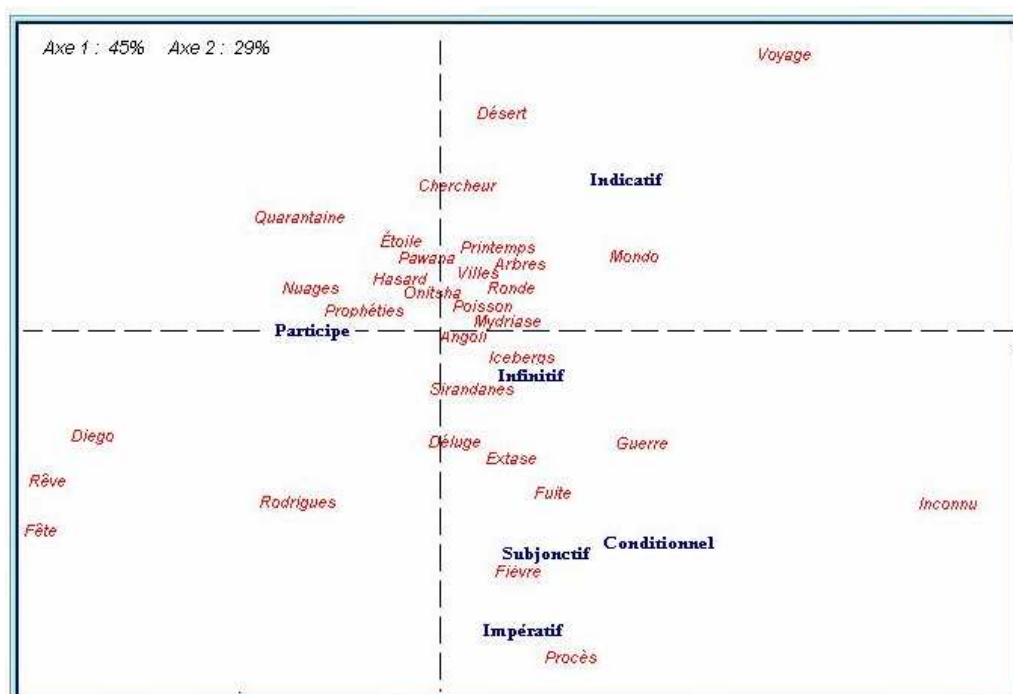 Axe 1 : 45% Axe 2 : 29%
Voyage
Désert
Indicatif
Chercheur
Quarantaine
Étoile
Printemps
Pawana
Arbres
Mondo
Villes
Hasard
Nuages
Onitsha
Ronde
Prophéties
Poisson
Mydriase
Participe
Angoli
Icebergs
Infinitif
Sirandanes
Diego
Déluge
Guerre
Extase
Rêve
Fuite
Rodrigues
Inconnu
Fête
Conditionnel
Subjonctif
Fièvre
Impératif
Procès